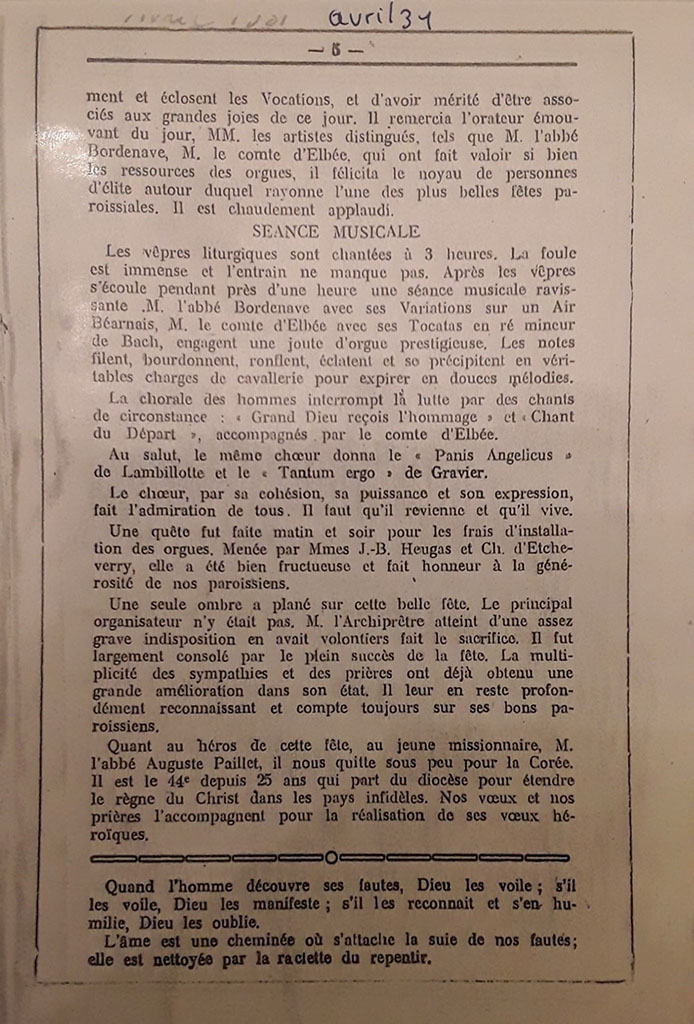 avril 31
— 5 —
ment et éclosent les Vocations, et d'avoir mérité d'être asso-
ciés aux grandes joies de ce jour. Il remercia l'orateur émou-
vant du jour, MM. les artistes distingués, tels que M. l'abbé
Bordenave, M. le comte d'Elbée, qui ont fait valoir si bien
les ressources des orgues, il félicita le noyau de personnes
d'élite autour duquel rayonne l'une des plus belles fêtes pa-
roissiales. Il est chaudement applaudi.
SEANCE MUSICALE
Les vêpres liturgiques sont chantées à 3 heures. La foule
est immense et l'entrain ne manque pas. Après les vêpres
s'écoule pendant près d'une heure une séance musicale ravis-
sante .M. l'abbé Bordenave avec ses Variations sur un Air
Béarnais, M. le comte d'Elbée avec ses Tocatas en ré mineur
de Bach, engagent une joute d'orgue prestigieuse. Les notes
filent, bourdonnent, ronflent, éclatent et se précipitent en véri-
tables charges de cavallerie pour expirer en douces mélodies.
La chorale des hommes interrompt là lutte par des chants
de circonstance : « Grand Dieu reçois l'hommage » et « Chant
du Départ », accompagnés par le comte d'Elbée.
Au salut, le même chœur donna le « Panis Angelicus »
de Lambillotte et le « Tantum ergo » de Gravier.
Le chœur, par sa cohésion, sa puissance et son expression,
fait l'admiration de tous. Il faut qu'il revienne et qu'il vive.
Une quête fut faite matin et soir pour les frais d'installa-
tion des orgues. Menée par Mmes J.-B. Heugas et Ch. d'Etche-
verry, elle a été bien fructueuse et fait honneur à la géné-
rosité de nos paroissiens.
Une seule ombre a plané sur cette belle fête. Le principal
organisateur n'y était pas. M. l'Archiprêtre atteint d'une assez
grave indisposition en avait volontiers fait le sacrifice. Il fut
largement consolé par le plein succès de la fête. La multi-
plicité des sympathies et des prières ont déjà obtenu une
grande amélioration dans son état. Il leur en reste profon-
dément reconnaissant et compte toujours sur ses bons pa-
roissiens.
Quant au héros de cette fête, au jeune missionnaire, M.
l'abbé Auguste Paillet, il nous quitte sous peu pour la Corée.
Il est le 44e depuis 25 ans qui part du diocèse pour étendre
le règne du Christ dans les pays infidèles. Nos vœux et nos
prières l'accompagnent pour la réalisation de ses vœux hé-
roïques.
Quand l'homme découvre ses fautes, Dieu les voile ; s'il
les voile, Dieu les manifeste ; s'il les reconnait et s'en hu-
milie, Dieu les oublie.
L'âme est une cheminée où s'attache la suie de nos fautes;
elle est nettoyée par la raclette du repentir.